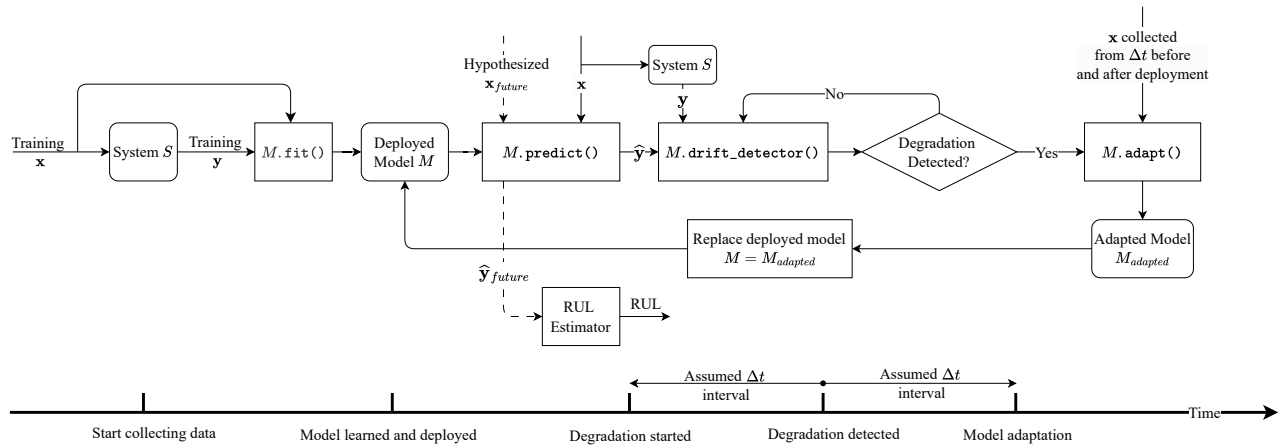 Training
x
System S
Training
y
M.fit()
Deployed
Model M
Hypothesized
x_future
x
System S
y
M.predict()
ŷ
M.drift_detector()
No
Degradation
Detected?
Yes
x collected
from Δt before
and after deployment
M.adapt()
Replace deployed model
M = M_adapted
Adapted Model
M_adapted
ŷ_future
RUL
Estimator
RUL
Assumed Δt
interval
Assumed Δt
interval
Time
Start collecting data
Model learned and deployed
Degradation started
Degradation detected
Model adaptation